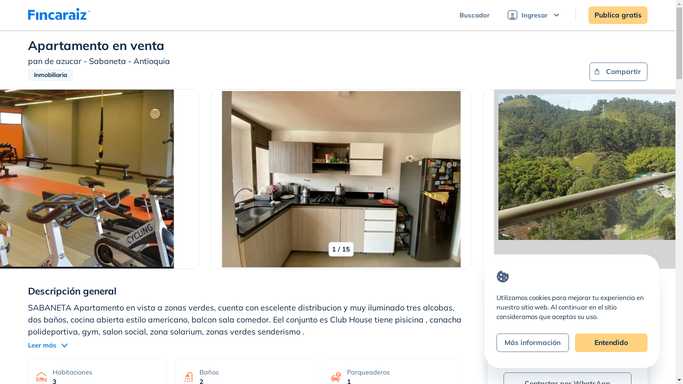 Fincaraiz
Buscador
Ingresar
Publica gratis
Apartamento en venta
pan de azucar - Sabaneta - Antioquia
Inmobiliaria
Compartir
CYCLING
1 / 15
Descripción general
SABANETA Apartamento en vista a zonas verdes, cuenta con escelente distribucion y muy iluminado tres alcobas,
dos baños, cocina abierta estilo americano, balcon sala comedor. Eel conjunto es Club House tiene piscina , canacha
polideportiva, gym, salon social, zona solarium, zonas verdes senderismo .
Leer más
Habitaciones
3
Baños
2
Parqueaderos
1
Utilizamos cookies para mejorar tu experiencia en
nuestro sitio web. Al continuar en el sitio
consideramos que aceptas su uso.
Más información
Entendido
Contactar por WhatsApp